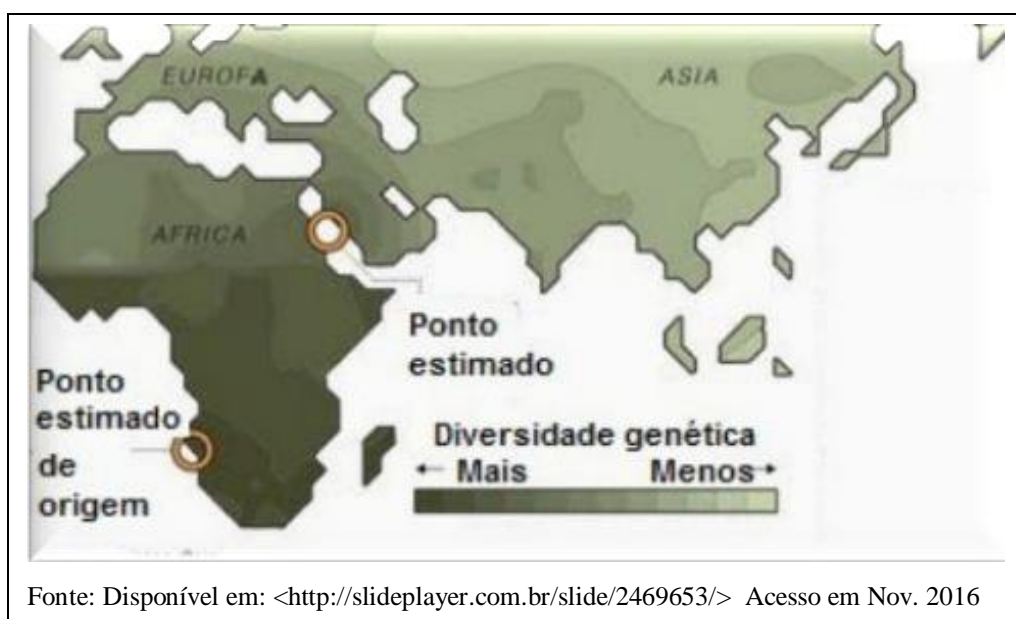 EUROFA
ASIA
AFRICA
Ponto
estimado
Ponto
estimado
de
origem
Diversidade genética
Mais Menos
Fonte: Disponível em: <http://slideplayer.com.br/slide/2469653/> Acesso em Nov. 2016